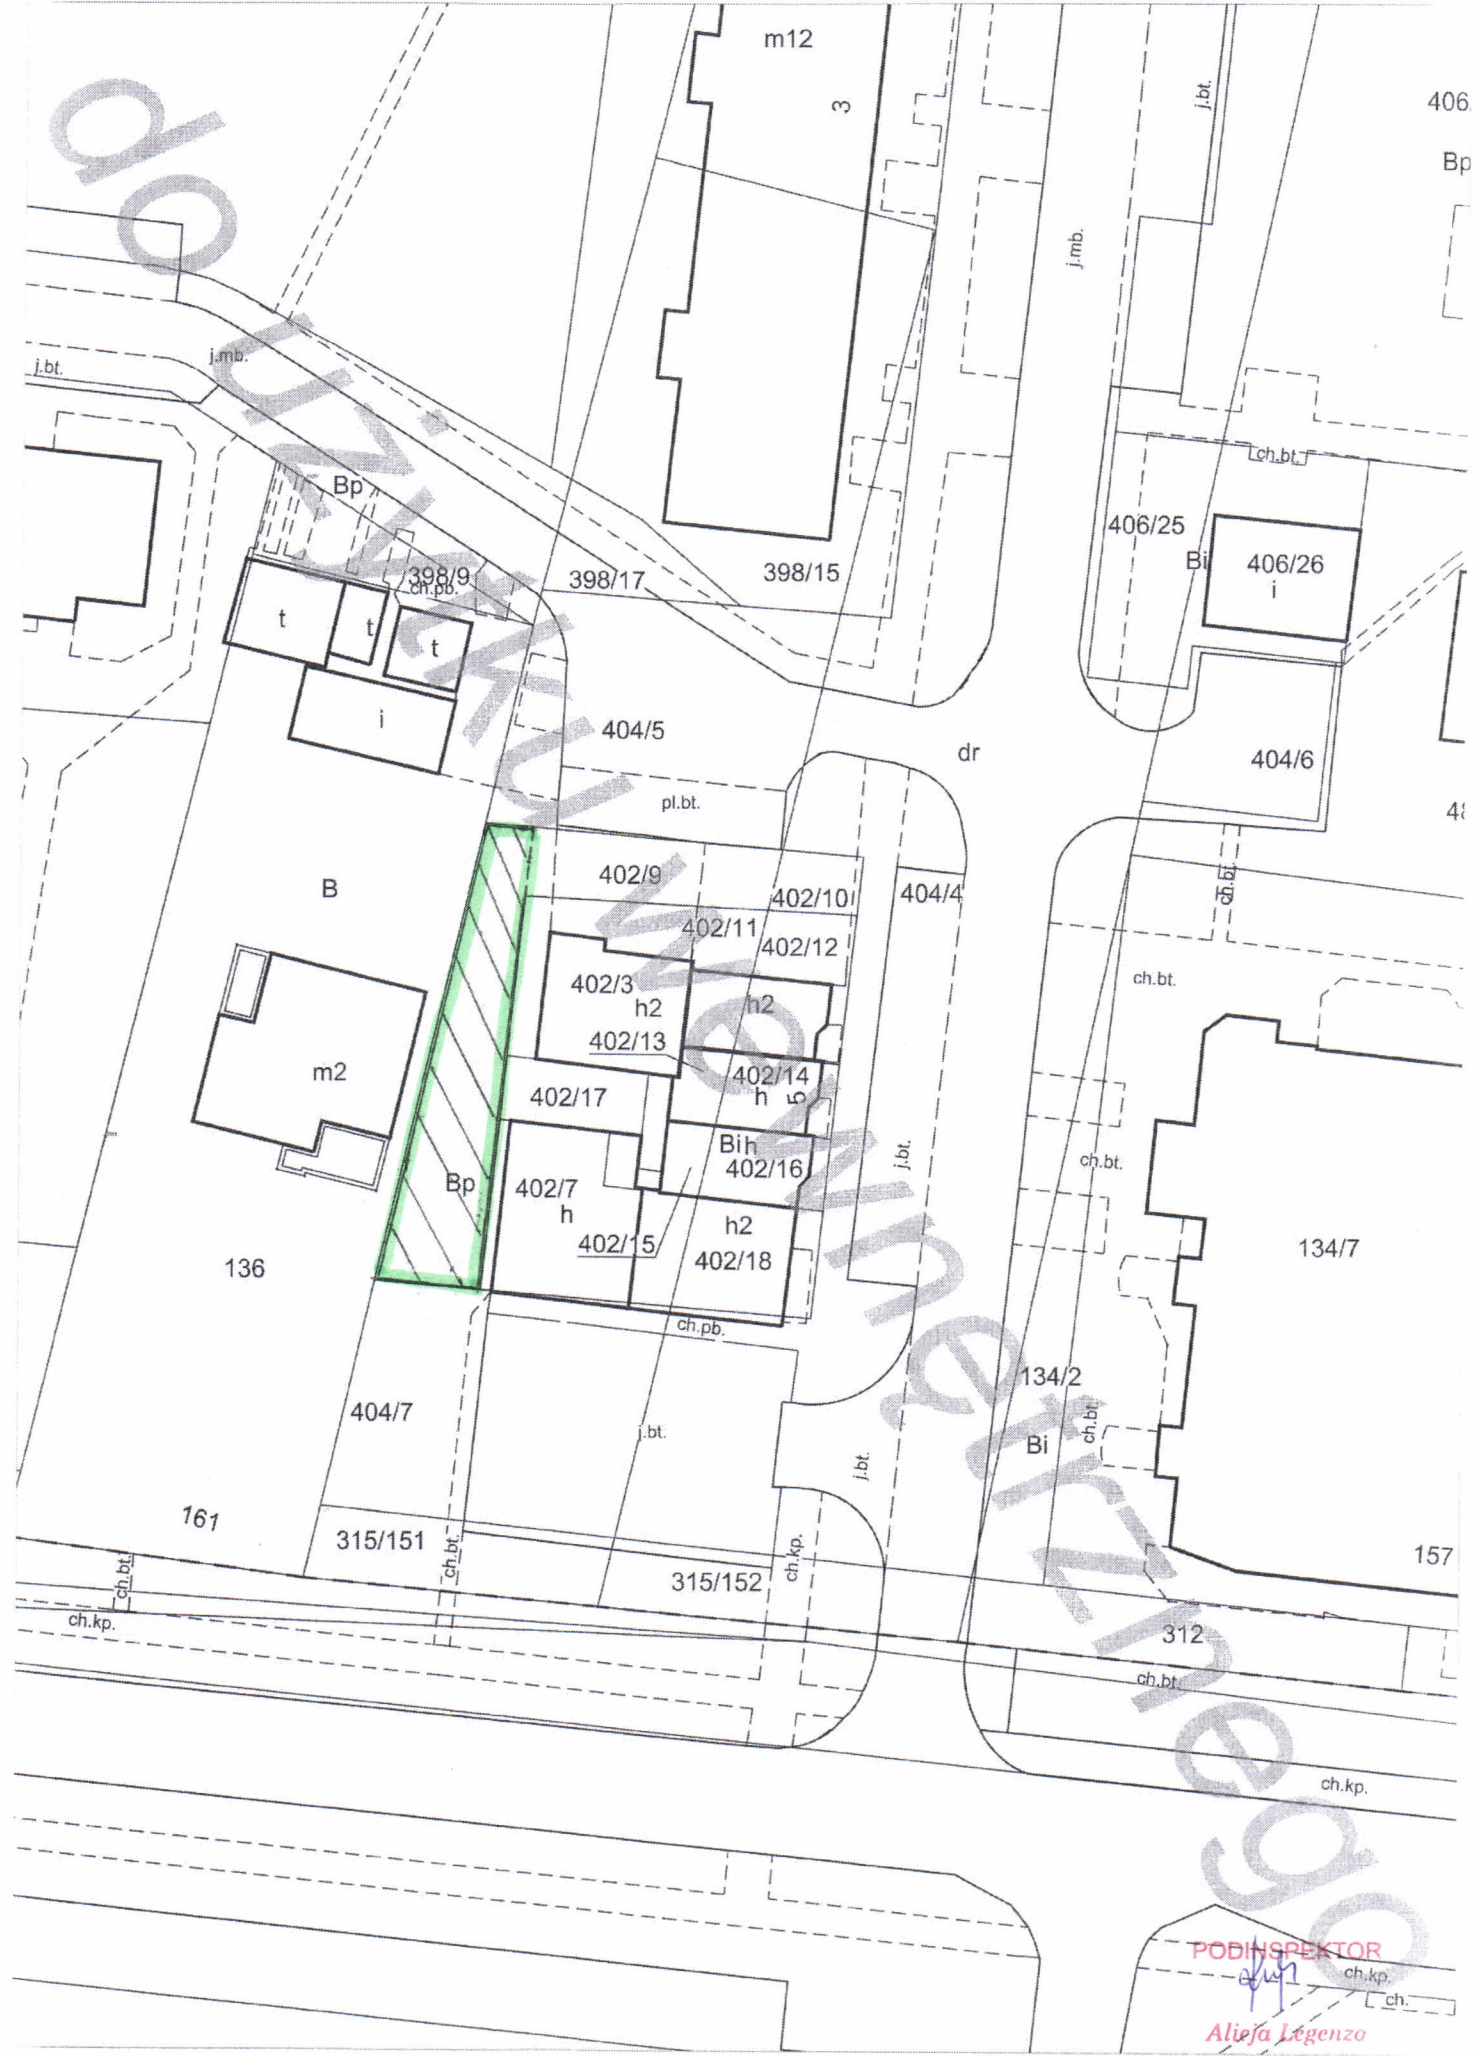 m12
3
j.bt.
406
Bp
j.mb.
j.mb.
j.bt.
ch.bt.
Bp
406/25
Bi
406/26
i
398/9
ch.pb.
398/17
398/15
t
t
t
i
404/5
dr
404/6
pl.bt.
B
402/9
402/10
404/4
ch.bt.
402/11
402/12
402/3
h2
h2
ch.bt.
402/13
m2
402/14
h
5
402/17
Bih
402/16
j.bt.
ch.bt.
Bp
402/7
h
h2
402/15
402/18
134/7
136
ch.pb.
134/2
404/7
j.bt.
ch.bt.
Bi
j.bt.
161
315/151
ch.bt.
ch.kp.
157
ch.bt.
315/152
ch.kp.
312
ch.bt.
ch.kp.
do użytku wewnętrznego
PODINSPEKTOR
ch.kp.
ch.
Alicja Legenzo